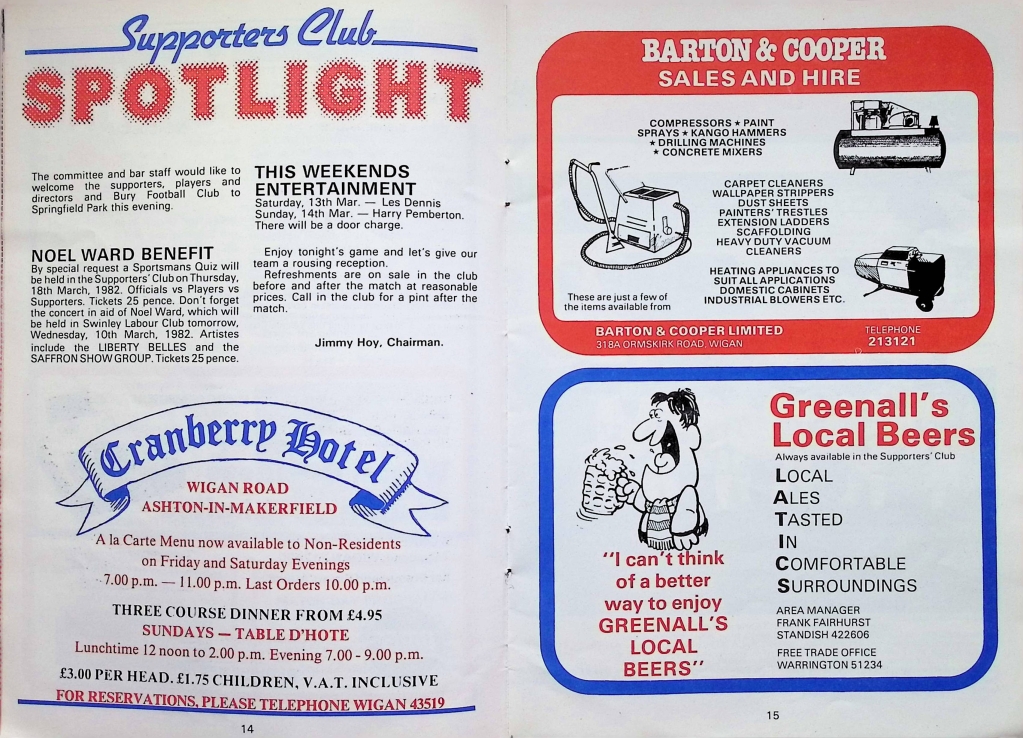 Supporters Club
SPOTLIGHT
The committee and bar staff would like to
welcome the supporters, players and
directors and Bury Football Club to
Springfield Park this evening.
NOEL WARD BENEFIT
By special request a Sportsmans Quiz will
be held in the Supporters' Club on Thursday,
18th March, 1982. Officials vs Players vs
Supporters. Tickets 25 pence. Don't forget
the concert in aid of Noel Ward, which will
be held in Swinley Labour Club tomorrow,
Wednesday, 10th March, 1982. Artistes
include the LIBERTY BELLES and the
SAFFRON SHOW GROUP. Tickets 25 pence.
THIS WEEKENDS
ENTERTAINMENT
Saturday, 13th Mar. — Les Dennis
Sunday, 14th Mar. — Harry Pemberton.
There will be a door charge.
Enjoy tonight's game and let's give our
team a rousing reception.
Refreshments are on sale in the club
before and after the match at reasonable
prices. Call in the club for a pint after the
match.
Jimmy Hoy, Chairman.
Cranberry Hotel
WIGAN ROAD
ASHTON-IN-MAKERFIELD
A la Carte Menu now available to Non-Residents
on Friday and Saturday Evenings
7.00 p.m. — 11.00 p.m. Last Orders 10.00 p.m.
THREE COURSE DINNER FROM £4.95
SUNDAYS — TABLE D'HOTE
Lunchtime 12 noon to 2.00 p.m. Evening 7.00 - 9.00 p.m.
£3.00 PER HEAD. £1.75 CHILDREN, V.A.T. INCLUSIVE
FOR RESERVATIONS, PLEASE TELEPHONE WIGAN 43519
14
BARTON & COOPER
SALES AND HIRE
COMPRESSORS ★ PAINT
SPRAYS ★ KANGO HAMMERS
★ DRILLING MACHINES
★ CONCRETE MIXERS
CARPET CLEANERS
WALLPAPER STRIPPERS
DUST SHEETS
PAINTERS' TRESTLES
EXTENSION LADDERS
SCAFFOLDING
HEAVY DUTY VACUUM
CLEANERS
HEATING APPLIANCES TO
SUIT ALL APPLICATIONS
DOMESTIC CABINETS
INDUSTRIAL BLOWERS ETC.
These are just a few of
the items available from
BARTON & COOPER LIMITED
318A ORMSKIRK ROAD, WIGAN
TELEPHONE
213121
Greenall's
Local Beers
Always available in the Supporters' Club
LOCAL
ALES
TASTED
IN
COMFORTABLE
SURROUNDINGS
"I can't think
of a better
way to enjoy
GREENALL'S
LOCAL
BEERS"
AREA MANAGER
FRANK FAIRHURST
STANDISH 422606
FREE TRADE OFFICE
WARRINGTON 51234
15